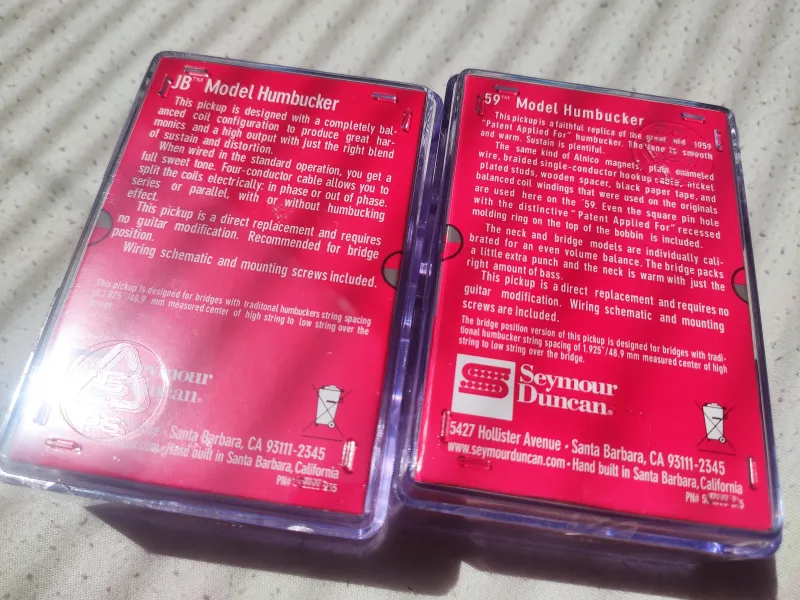 JB™ Model Humbucker
This pickup is designed with a completely bal-
anced coil configuration to produce great har-
monics and a high output with just the right blend
of sustain and distortion.
When wired in the standard operation, you get a
full sweet tone. Four-conductor cable allows you to
split the coils electrically: in phase or out of phase.
series or parallel, with or without humbucking
effect.
This pickup is a direct replacement and requires
no guitar modification. Recommended for bridge
position.
Wiring schematic and mounting screws included.
This pickup is designed for bridges with traditonal humbuckers string spacing
of 1.925"/48.9 mm measured center of high string to low string over the
Seymour
Duncan®
Santa Barbara, CA 93111-2345
.com · Hand built in Santa Barbara, California
PN#
PS
59™ Model Humbucker
This pickup is a faithful replica of the great old 1959
"Patent Applied For" humbucker. The tone is smooth
and warm. Sustain is plentiful.
The same kind of Alnico magnets, plain enameled
wire, braided single-conductor hookup cable, nickel
plated studs, wooden spacer, black paper tape, and
balanced coil windings that were used on the originals
are used here on the '59. Even the square pin hole
with the distinctive "Patent Applied For" recessed
molding ring on the top of the bobbin is included.
The neck and bridge models are individually cali-
brated for an even volume balance. The bridge packs
a little extra punch and the neck is warm with just the
right amount of bass.
This pickup is a direct replacement and requires no
guitar modification. Wiring schematic and mounting
screws are included.
The bridge position version of this pickup is designed for bridges with tradi-
tional humbucker string spacing of 1.925"/48.9 mm measured center of high
string to low string over the bridge.
Seymour
Duncan®
5427 Hollister Avenue · Santa Barbara, CA 93111-2345
www.seymourduncan.com · Hand built in Santa Barbara, California
PN#